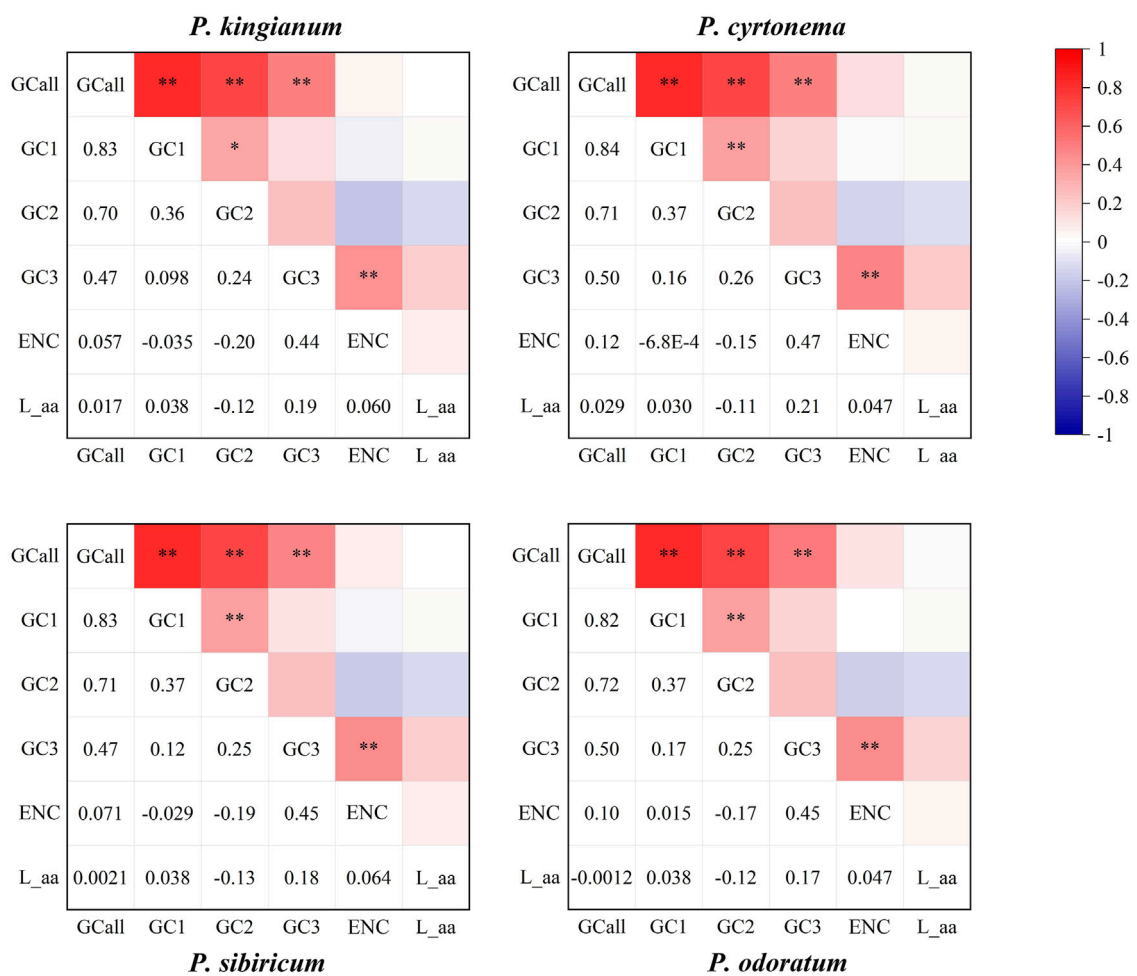 P. kingianum
P. cyrtonema
GCall GCall ** ** **
GC1 0.83 GC1 *
GC2 0.70 0.36 GC2
GC3 0.47 0.098 0.24 GC3 **
ENC 0.057 -0.035 -0.20 0.44 ENC
L_aa 0.017 0.038 -0.12 0.19 0.060 L_aa
GCall GC1 GC2 GC3 ENC L_aa
GCall GCall ** ** **
GC1 0.84 GC1 **
GC2 0.71 0.37 GC2
GC3 0.50 0.16 0.26 GC3 **
ENC 0.12 -6.8E-4 -0.15 0.47 ENC
L_aa 0.029 0.030 -0.11 0.21 0.047 L_aa
GCall GC1 GC2 GC3 ENC L_aa
1
0.8
0.6
0.4
0.2
0
-0.2
-0.4
-0.6
-0.8
-1
GCall GCall ** ** **
GC1 0.83 GC1 **
GC2 0.71 0.37 GC2
GC3 0.47 0.12 0.25 GC3 **
ENC 0.071 -0.029 -0.19 0.45 ENC
L_aa 0.0021 0.038 -0.13 0.18 0.064 L_aa
GCall GC1 GC2 GC3 ENC L_aa
P. sibiricum
GCall GCall ** ** **
GC1 0.82 GC1 **
GC2 0.72 0.37 GC2
GC3 0.50 0.17 0.25 GC3 **
ENC 0.10 0.015 -0.17 0.45 ENC
L_aa -0.0012 0.038 -0.12 0.17 0.047 L_aa
GCall GC1 GC2 GC3 ENC L_aa
P. odoratum